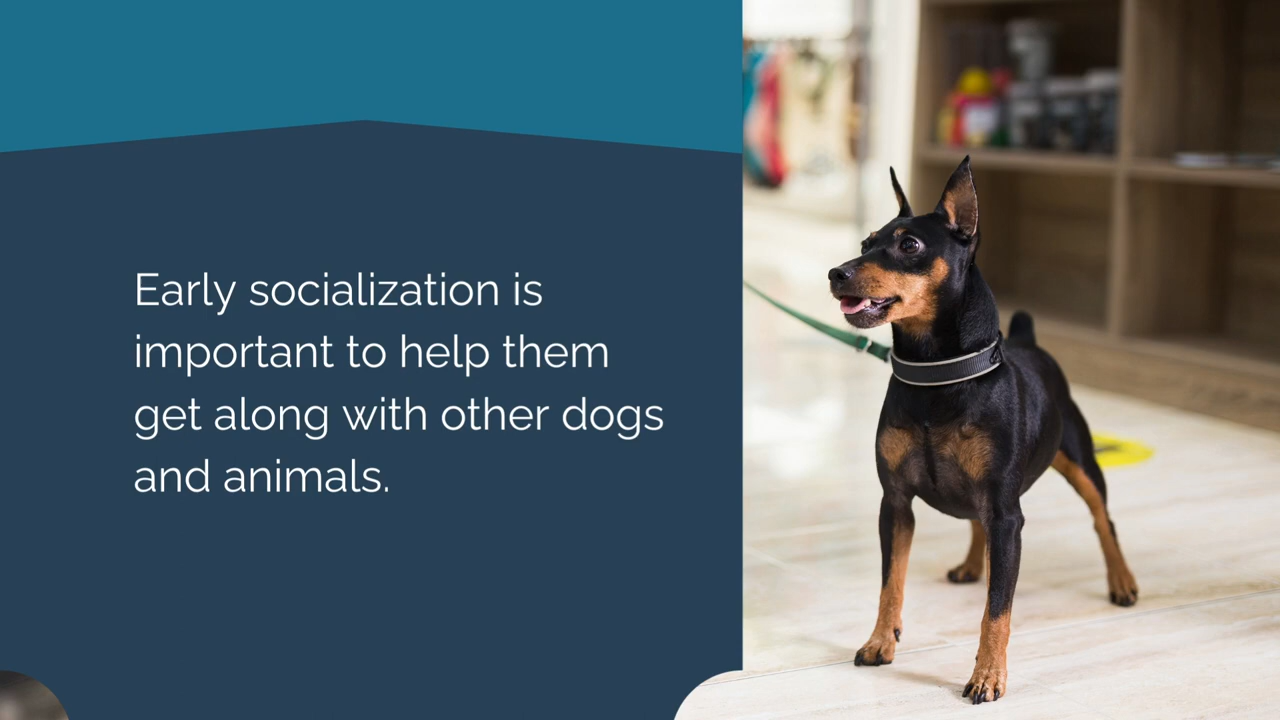 Early socialization is
important to help them
get along with other dogs
and animals.